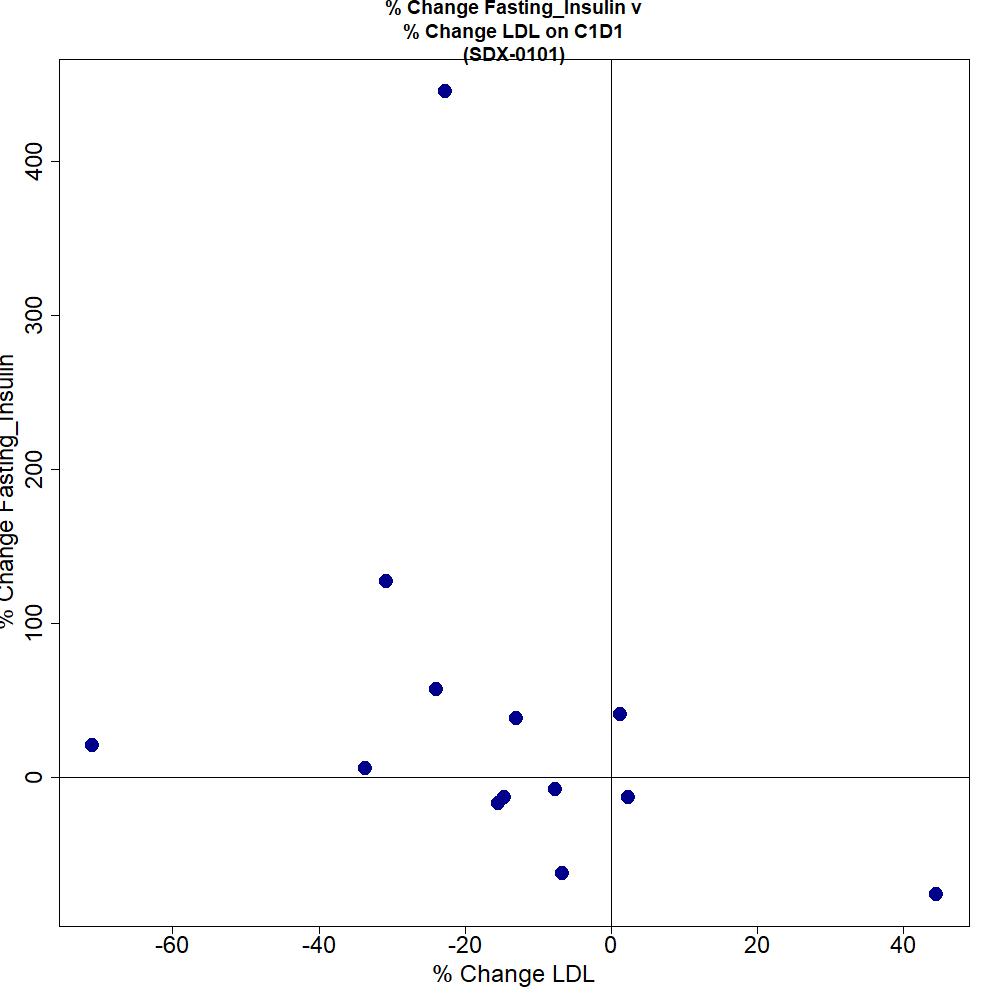 % Change Fasting_Insulin v
% Change LDL on C1D1
(SDX-0101)
% Change Fasting_Insulin
400
300
200
100
0
-60
-40
-20
0
20
40
% Change LDL